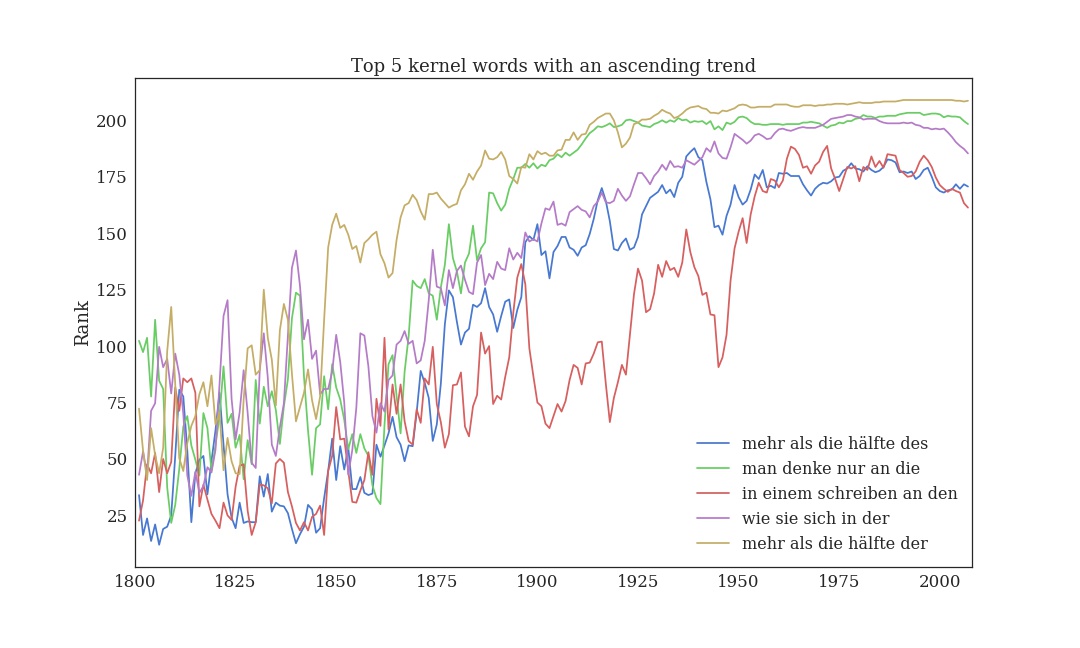 Top 5 kernel words with an ascending trend
Rank
200
175
150
125
100
75
50
25
1800 1825 1850 1875 1900 1925 1950 1975 2000
mehr als die hälfte des
man denke nur an die
in einem schreiben an den
wie sie sich in der
mehr als die hälfte der